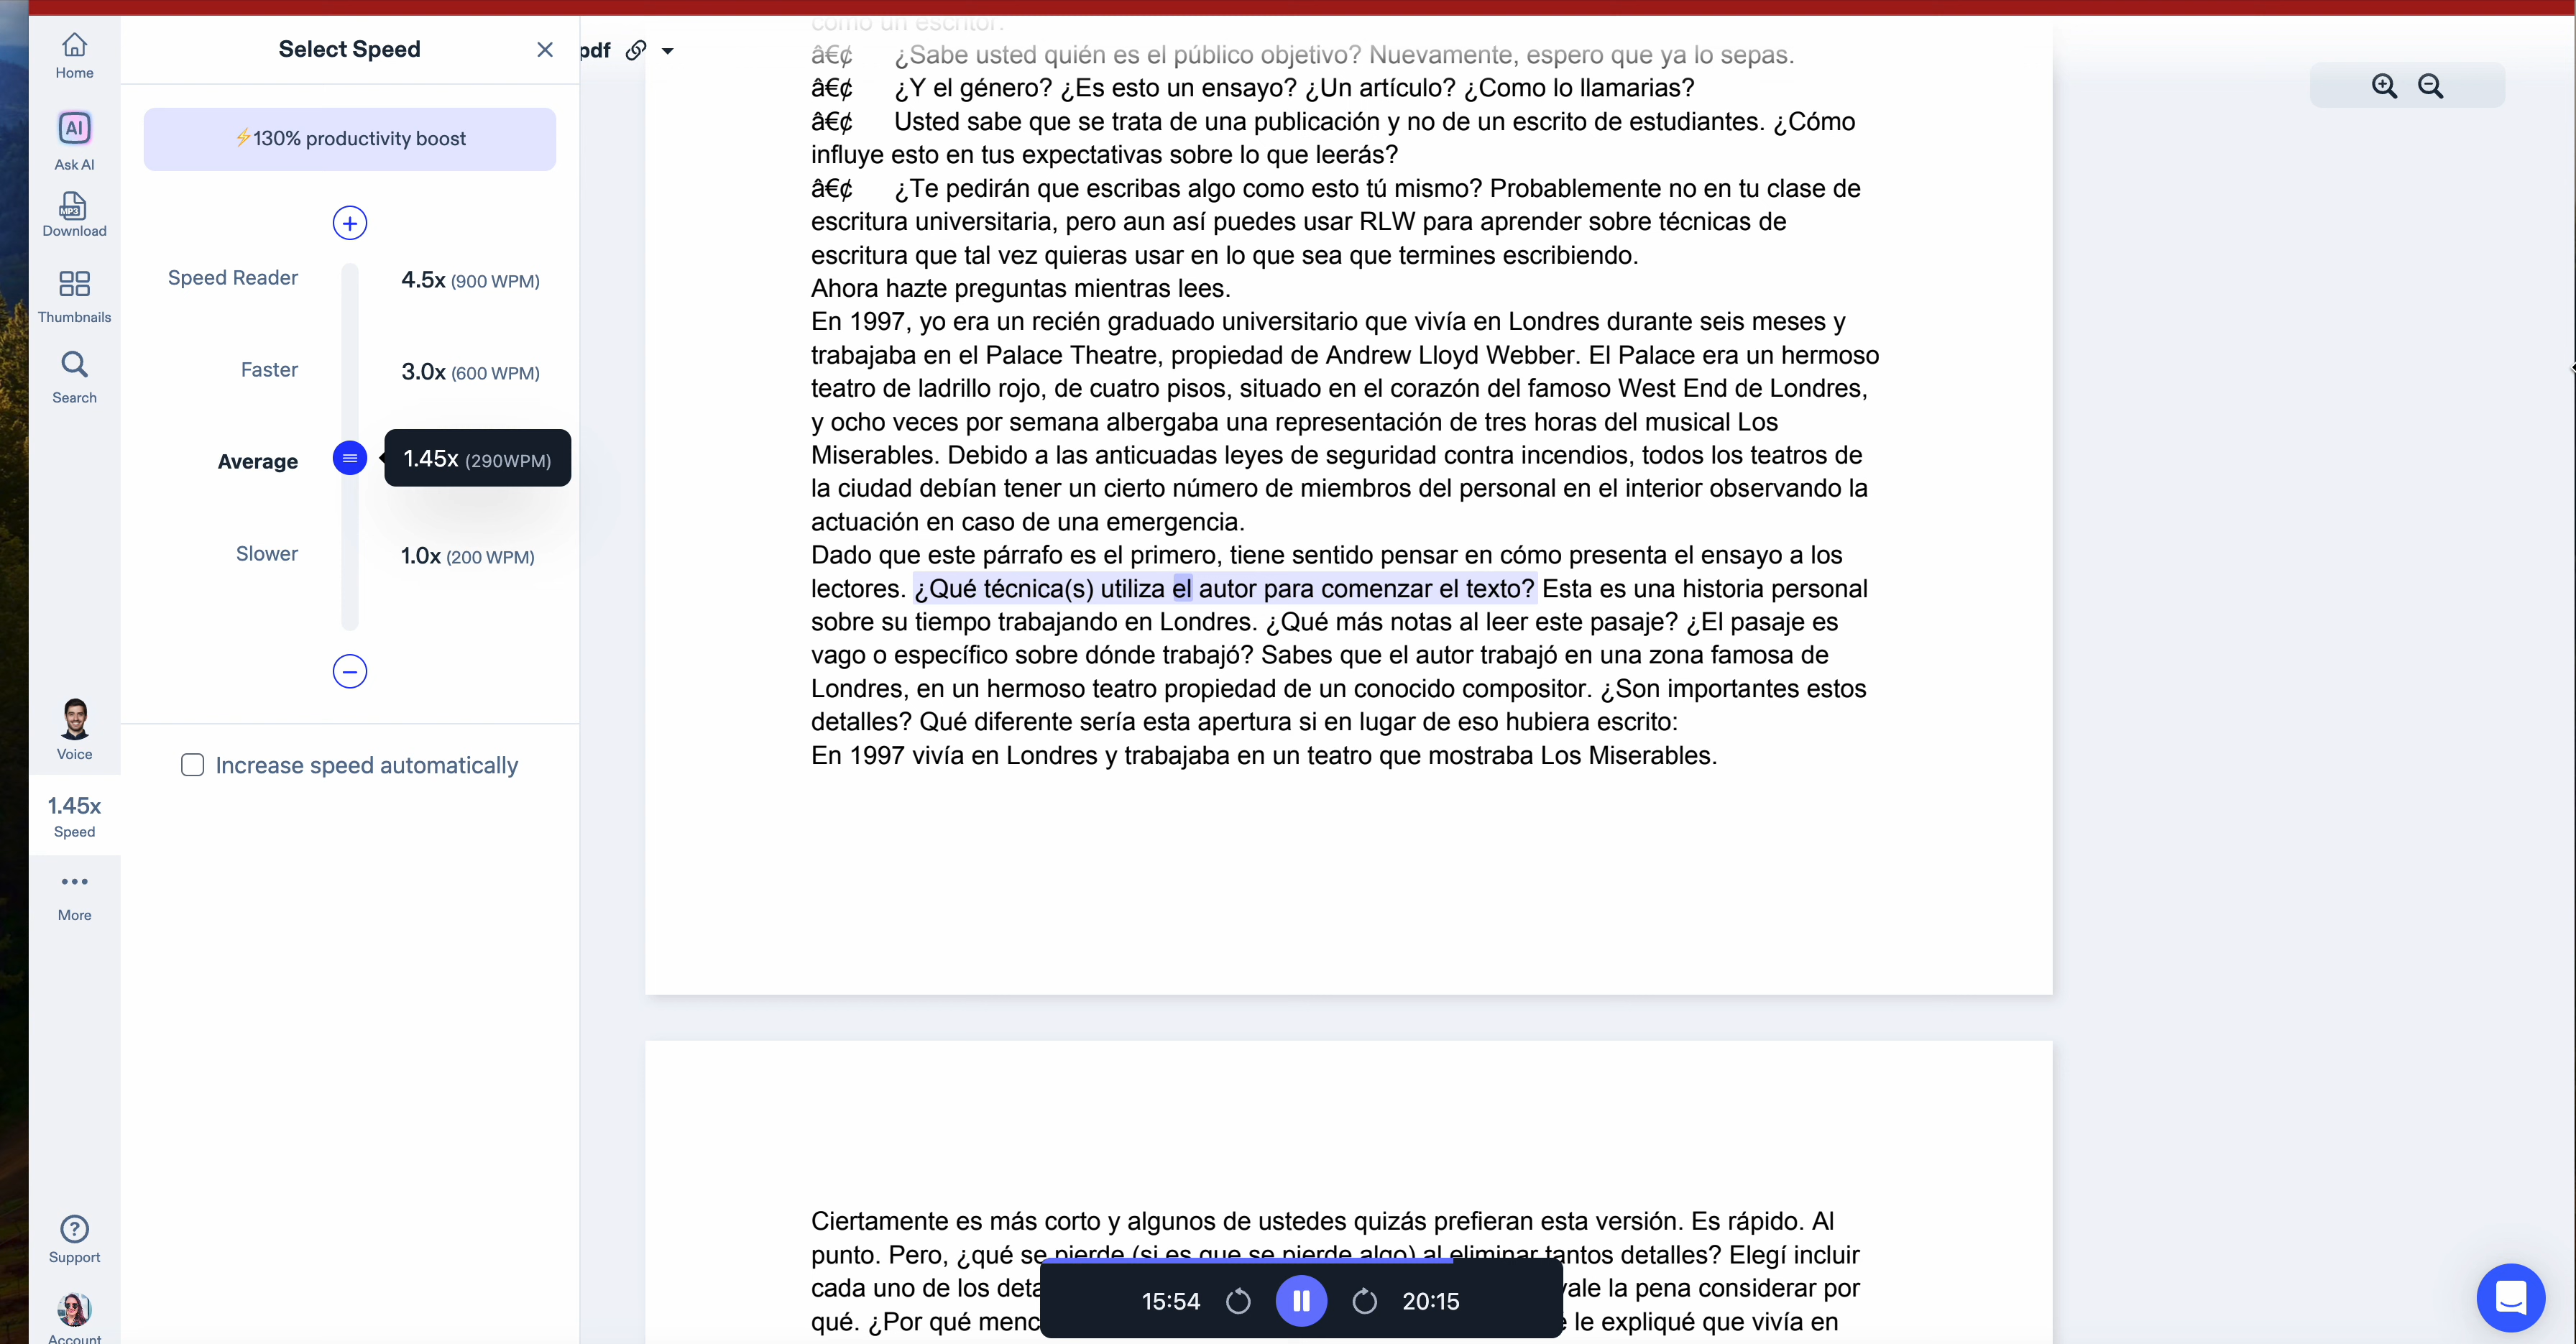 Home
Ask AI
AI
MP3
Download
Thumbnails
Search
Voice
1.45x
Speed
More
Support
Account
Select Speed
⚡130% productivity boost
Speed Reader 4.5x (900 WPM)
Faster 3.0x (600 WPM)
Average 1.45x (290WPM)
Slower 1.0x (200 WPM)
Increase speed automatically
pdf
como un escritor.
â€¢ ¿Sabe usted quién es el público objetivo? Nuevamente, espero que ya lo sepas.
â€¢ ¿Y el género? ¿Es esto un ensayo? ¿Un artículo? ¿Como lo llamarias?
â€¢ Usted sabe que se trata de una publicación y no de un escrito de estudiantes. ¿Cómo
influye esto en tus expectativas sobre lo que leerás?
â€¢ ¿Te pedirán que escribas algo como esto tú mismo? Probablemente no en tu clase de
escritura universitaria, pero aun así puedes usar RLW para aprender sobre técnicas de
escritura que tal vez quieras usar en lo que sea que termines escribiendo.
Ahora hazte preguntas mientras lees.
En 1997, yo era un recién graduado universitario que vivía en Londres durante seis meses y
trabajaba en el Palace Theatre, propiedad de Andrew Lloyd Webber. El Palace era un hermoso
teatro de ladrillo rojo, de cuatro pisos, situado en el corazón del famoso West End de Londres,
y ocho veces por semana albergaba una representación de tres horas del musical Los
Miserables. Debido a las anticuadas leyes de seguridad contra incendios, todos los teatros de
la ciudad debían tener un cierto número de miembros del personal en el interior observando la
actuación en caso de una emergencia.
Dado que este párrafo es el primero, tiene sentido pensar en cómo presenta el ensayo a los
lectores. ¿Qué técnica(s) utiliza el autor para comenzar el texto? Esta es una historia personal
sobre su tiempo trabajando en Londres. ¿Qué más notas al leer este pasaje? ¿El pasaje es
vago o específico sobre dónde trabajó? Sabes que el autor trabajó en una zona famosa de
Londres, en un hermoso teatro propiedad de un conocido compositor. ¿Son importantes estos
detalles? Qué diferente sería esta apertura si en lugar de eso hubiera escrito:
En 1997 vivía en Londres y trabajaba en un teatro que mostraba Los Miserables.
Ciertamente es más corto y algunos de ustedes quizás prefieran esta versión. Es rápido. Al
punto. Pero, ¿qué se pierde (si es que se pierde algo) al eliminar tantos detalles? Elegí incluir
cada uno de los deta vale la pena considerar por
qué. ¿Por qué menc le expliqué que vivía en
15:54 20:15